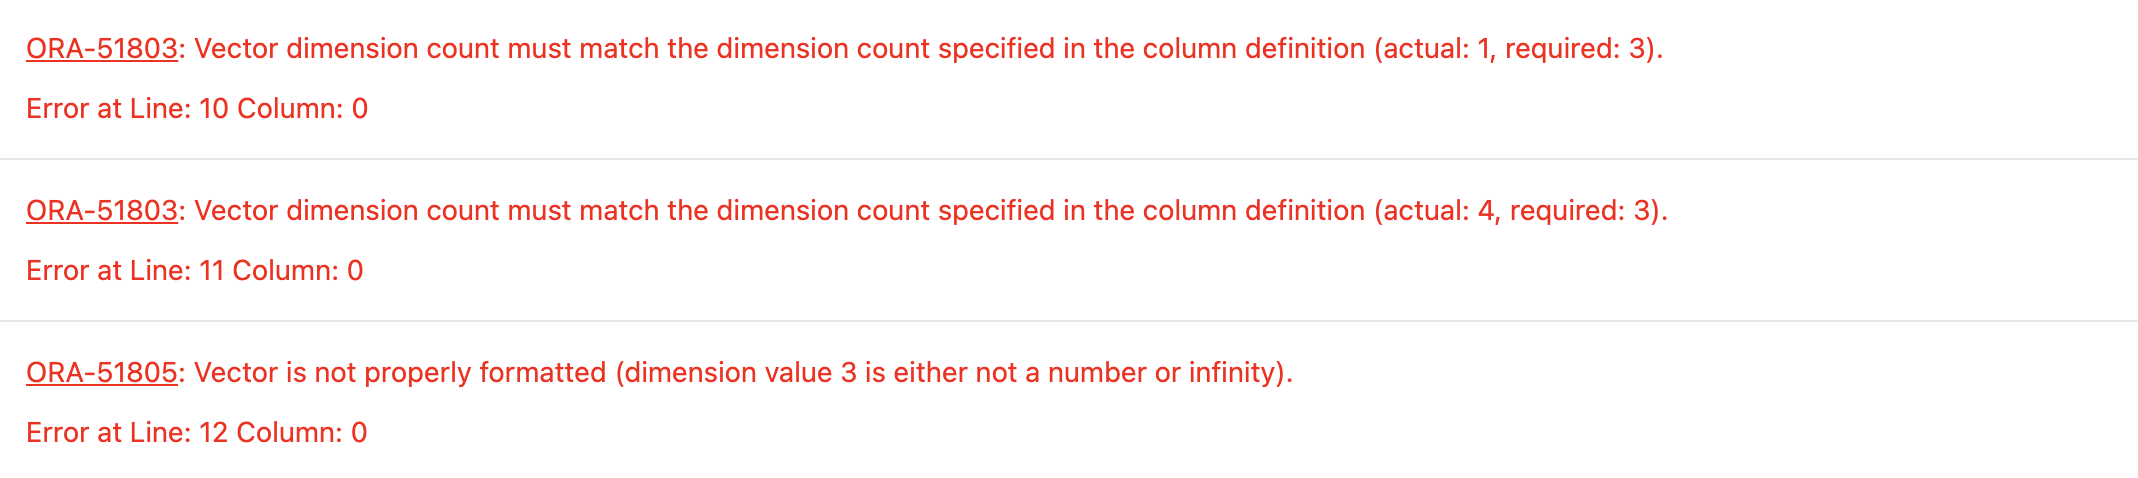 ORA-51803: Vector dimension count must match the dimension count specified in the column definition (actual: 1, required: 3).
Error at Line: 10 Column: 0
ORA-51803: Vector dimension count must match the dimension count specified in the column definition (actual: 4, required: 3).
Error at Line: 11 Column: 0
ORA-51805: Vector is not properly formatted (dimension value 3 is either not a number or infinity).
Error at Line: 12 Column: 0